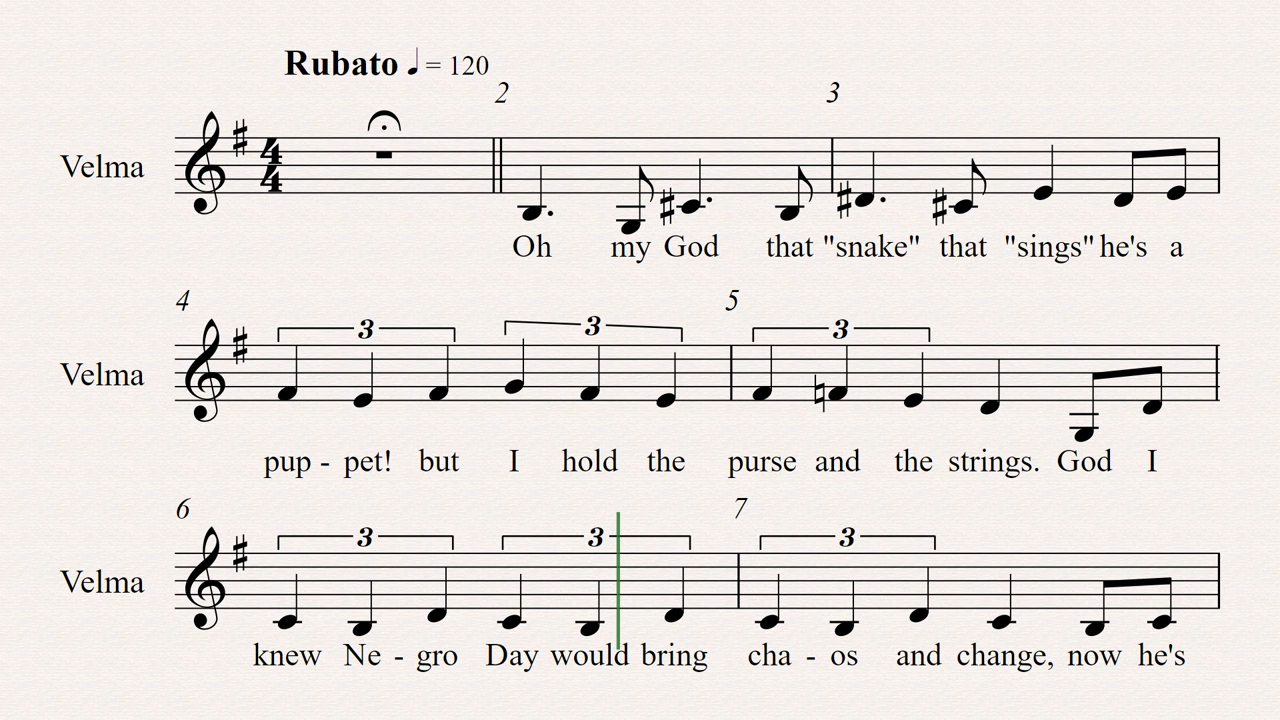 Rubato ♩ = 120
2 3
Velma 4 4
Oh my God that "snake" that "sings" he's a
4 5
3 3 3
Velma
pup - pet! but I hold the purse and the strings. God I
6 7
3 3 3
Velma
knew Ne - gro Day would bring cha - os and change, now he's